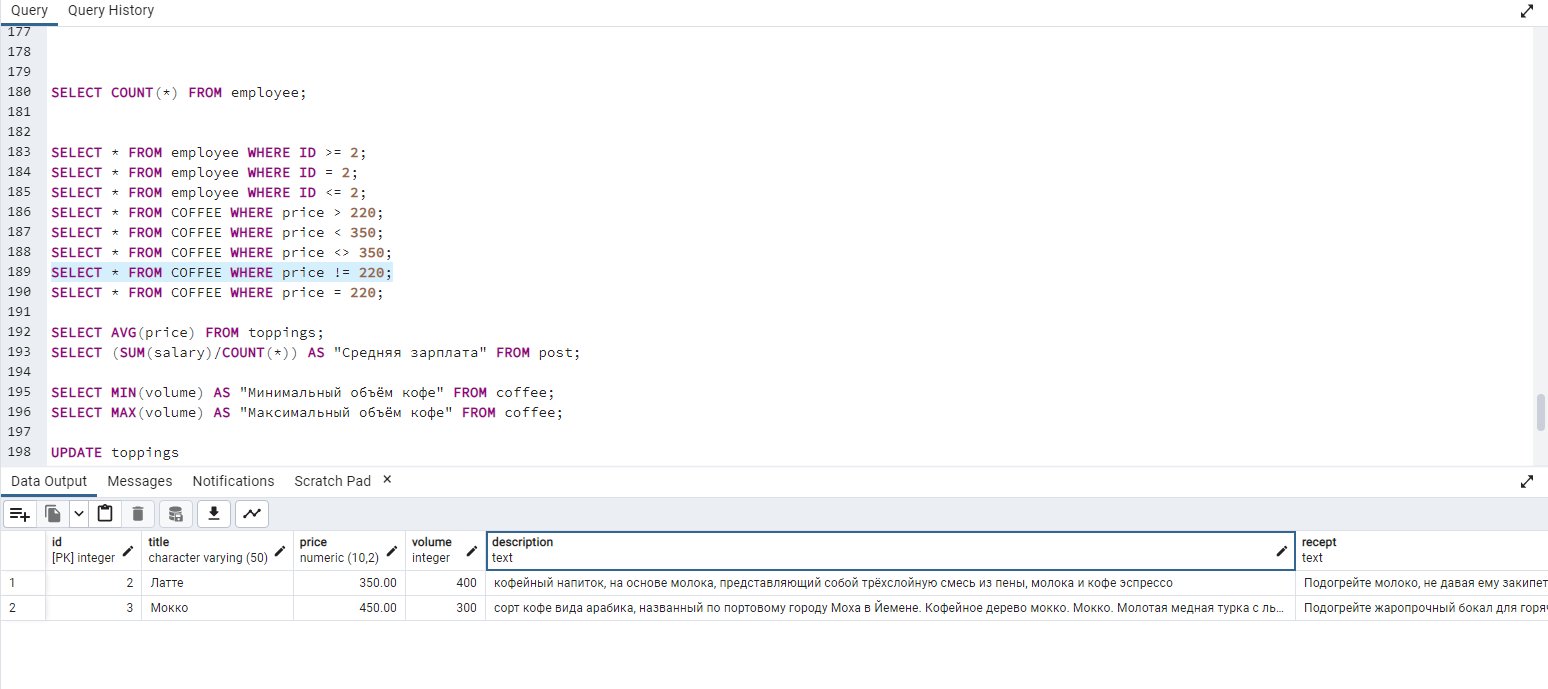 Query Query History
177
178
179
180 SELECT COUNT(*) FROM employee;
181
182
183 SELECT * FROM employee WHERE ID >= 2;
184 SELECT * FROM employee WHERE ID = 2;
185 SELECT * FROM employee WHERE ID <= 2;
186 SELECT * FROM COFFEE WHERE price > 220;
187 SELECT * FROM COFFEE WHERE price < 350;
188 SELECT * FROM COFFEE WHERE price <> 350;
189 SELECT * FROM COFFEE WHERE price != 220;
190 SELECT * FROM COFFEE WHERE price = 220;
191
192 SELECT AVG(price) FROM toppings;
193 SELECT (SUM(salary)/COUNT(*)) AS "Средняя зарплата" FROM post;
194
195 SELECT MIN(volume) AS "Минимальный объём кофе" FROM coffee;
196 SELECT MAX(volume) AS "Максимальный объём кофе" FROM coffee;
197
198 UPDATE toppings
Data Output Messages Notifications Scratch Pad ×
id title price volume description recept
[PK] integer character varying (50) numeric (10,2) integer text text
1 2 Латте 350.00 400 кофейный напиток, на основе молока, представляющий собой трёхслойную смесь из пены, молока и кофе эспрессо Подогрейте молоко, не давая ему закипет
2 3 Мокко 450.00 300 сорт кофе вида арабика, названный по портовому городу Моха в Йемене. Кофейное дерево мокко. Мокко. Молотая медная турка с ль... Подогрейте жаропрочный бокал для горяч